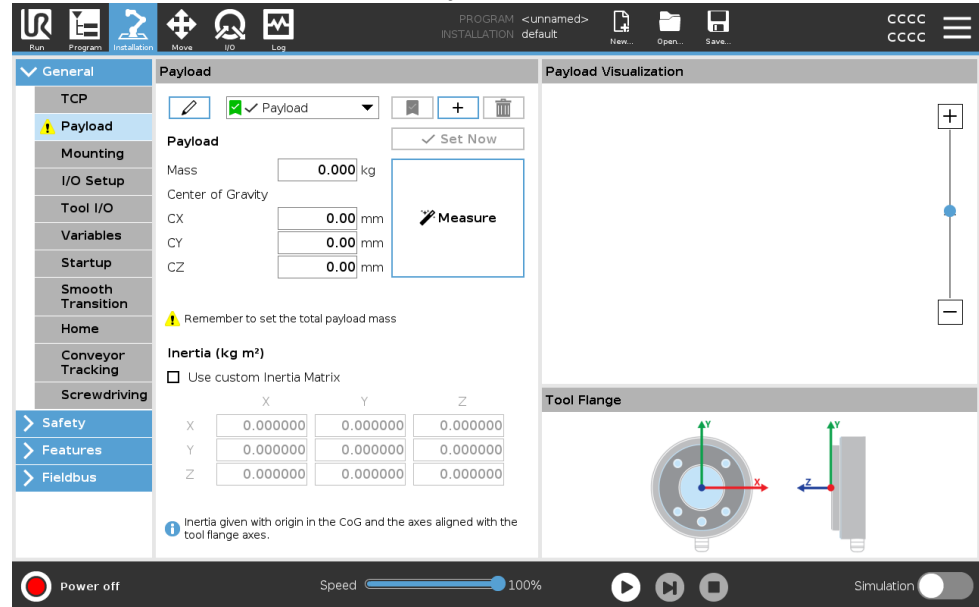 PROGRAM <unnamed>
INSTALLATION default
CCCC
CCCC
UR
Run
Program
Installation
Move
I/O
Log
New...
Open...
Save...
General
TCP
Payload
Mounting
I/O Setup
Tool I/O
Variables
Startup
Smooth
Transition
Home
Conveyor
Tracking
Screwdriving
Safety
Features
Fieldbus
Payload
Payload
Payload
Set Now
Mass 0.000 kg
Center of Gravity
CX 0.00 mm
CY 0.00 mm
CZ 0.00 mm
Measure
Remember to set the total payload mass
Inertia (kg m²)
Use custom Inertia Matrix
X Y Z
X 0.000000 0.000000 0.000000
Y 0.000000 0.000000 0.000000
Z 0.000000 0.000000 0.000000
Inertia given with origin in the CoG and the axes aligned with the
tool flange axes.
Payload Visualization
Tool Flange
Y
X
Y
Z
Power off
Speed 100%
Simulation